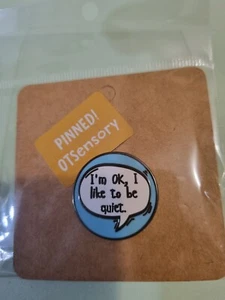 PINNED!
OTSensory
I'm OK, I
like to be
quiet.